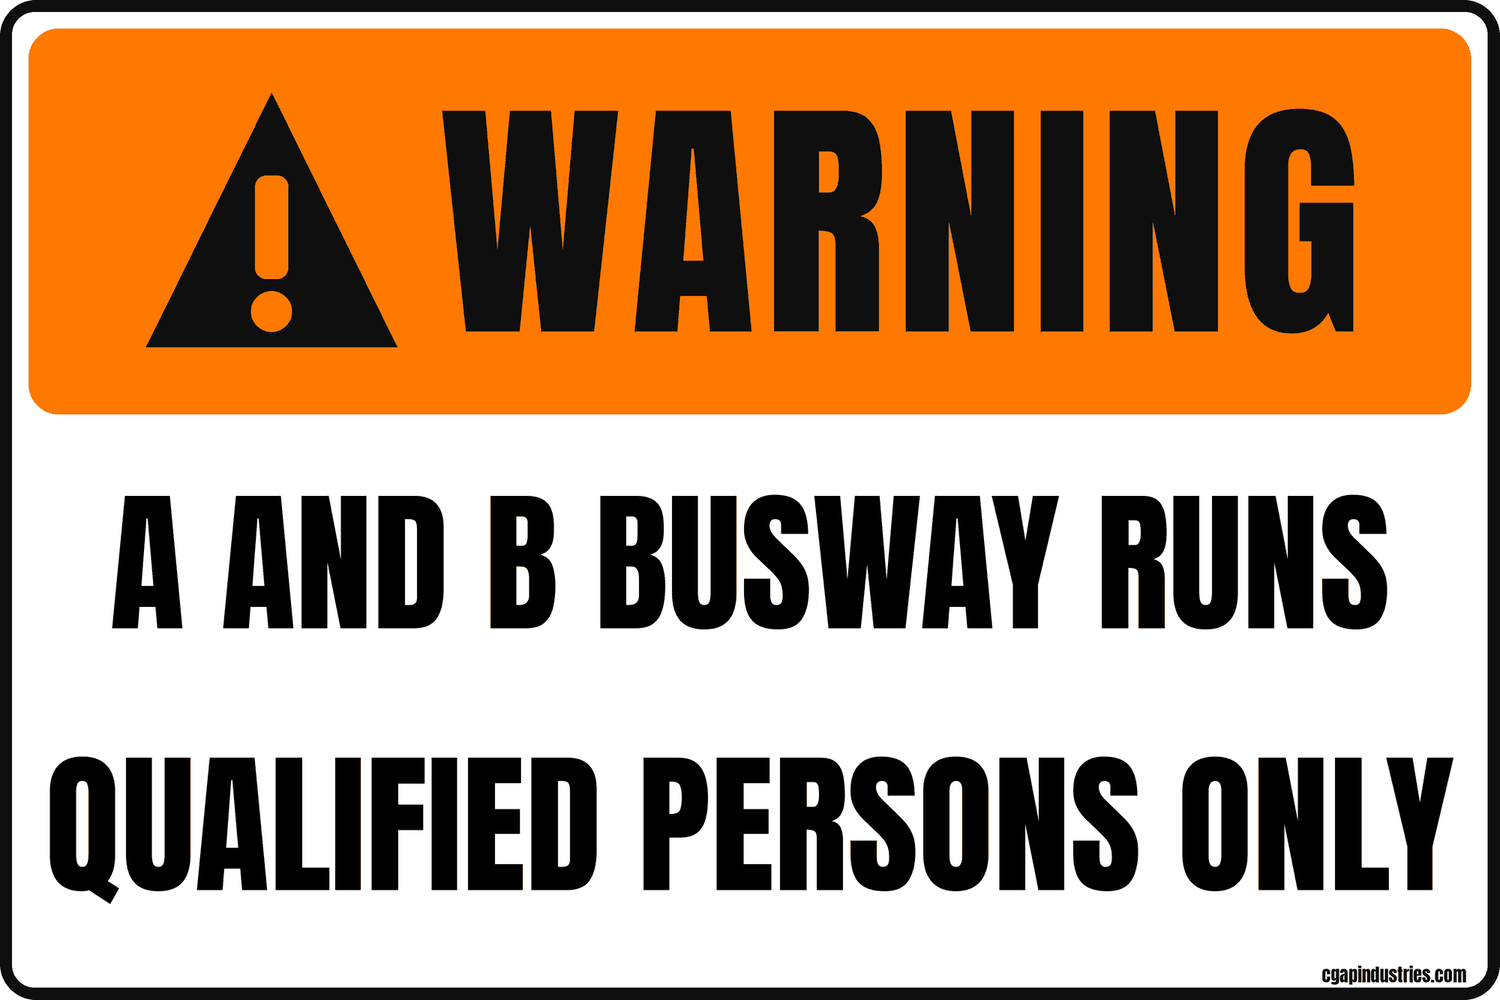 WARNING
A AND B BUSWAY RUNS
QUALIFIED PERSONS ONLY
cgapindustries.com